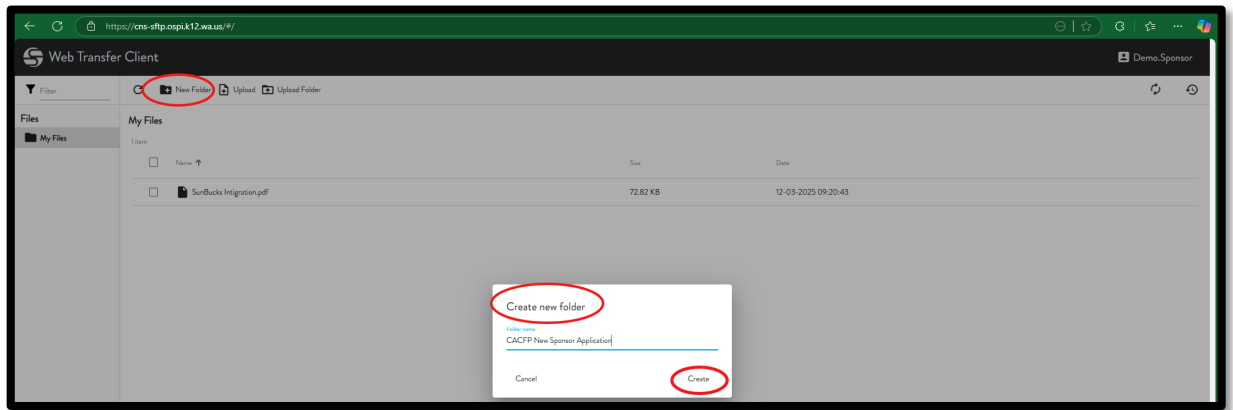 https://cns-sftp.ospi.k12.wa.us/#/
Web Transfer Client
Demo.Sponsor
Filter
New Folder Upload Upload Folder
Files
My Files
My Files
1 item
Name Size Date
SunBucks Intigration.pdf 72.82 KB 12-03-2025 09:20:43
Create new folder
Folder name
CACFP New Sponsor Application
Cancel Create